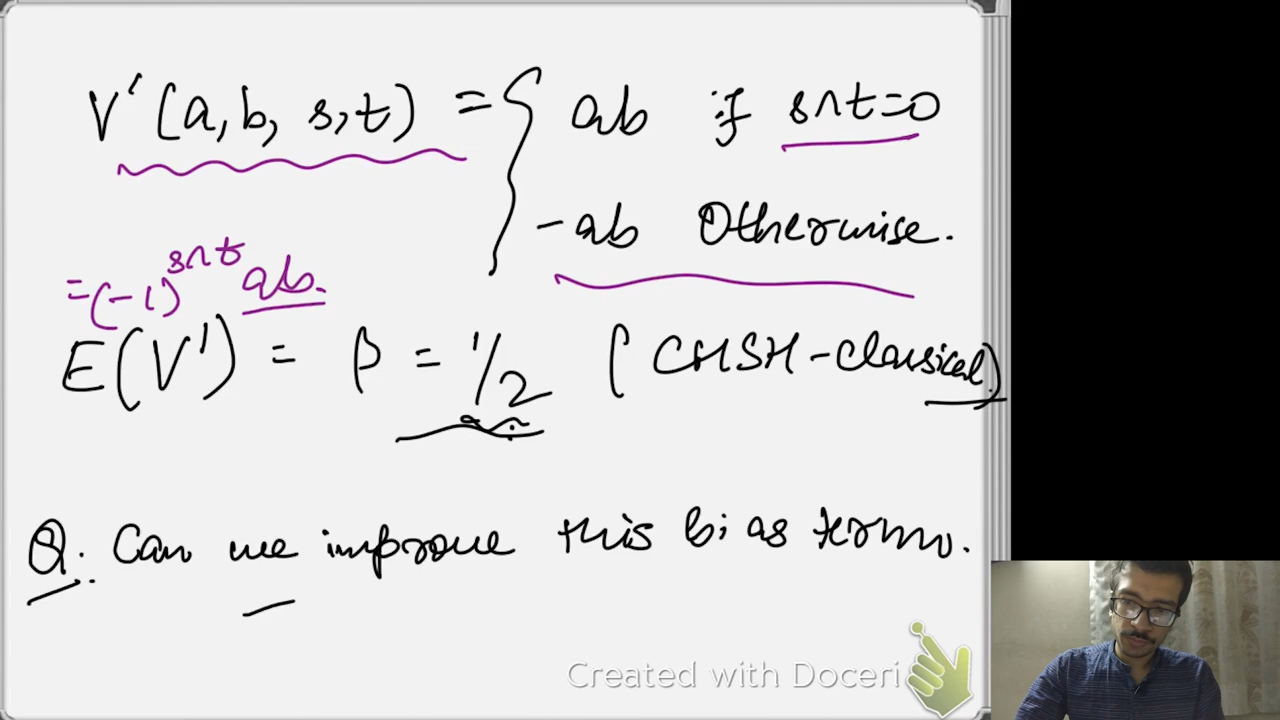 V'(a, b, s, t) = { ab if s∧t=0
-ab Otherwise.
=(-1)^{s∧t} ab.
E(V') = β = 1/2 (CHSH-classical.)
Q. Can we improve this bias term.
Created with Doceri